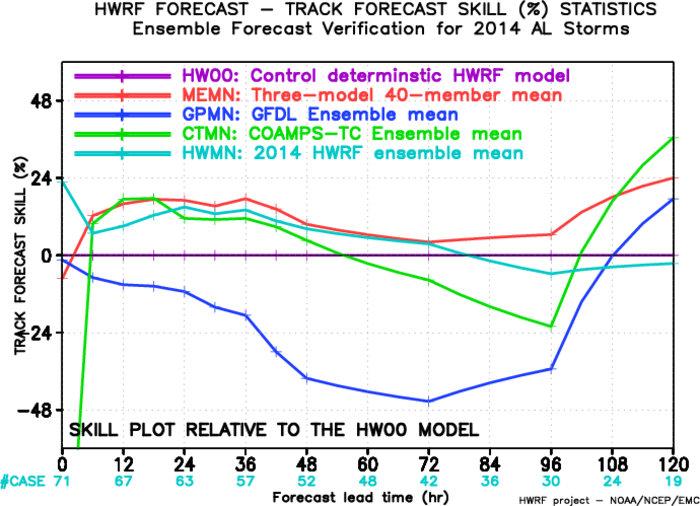 HWRF FORECAST – TRACK FORECAST SKILL (%) STATISTICS
Ensemble Forecast Verification for 2014 AL Storms
HW00: Control determinstic HWRF model
MEMN: Three–model 40–member mean
GPMN: GFDL Ensemble mean
CTMN: COAMPS–TC Ensemble mean
HWMN: 2014 HWRF ensemble mean
TRACK FORECAST SKILL (%)
48
24
0
–24
–48
SKILL PLOT RELATIVE TO THE HW00 MODEL
0 12 24 36 48 60 72 84 96 108 120
#CASE 71 67 63 57 52 48 42 36 30 24 19
Forecast lead time (hr)
HWRF project – NOAA/NCEP/EMC